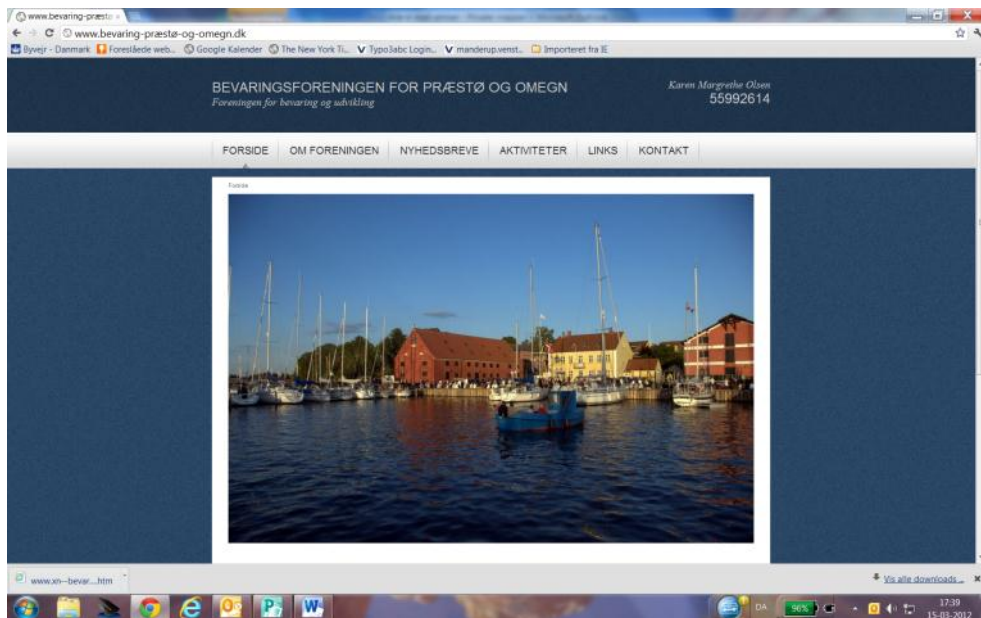 www.bevaring-præstø
www.bevaring-præstø-og-omegn.dk
Byvejr - Danmark Foreslåede web... Google Kalender The New York Ti... Typo3abc Login... manderup.venst... Importeret fra IE
BEVARINGSFORENINGEN FOR PRÆSTØ OG OMEGN
Foreningen for bevaring og udvikling
Karen Margrethe Olsen
55992614
FORSIDE OM FORENINGEN NYHEDSBREVE AKTIVITETER LINKS KONTAKT
Forside
www.xn--bevar....htm
Vis alle downloads...
DA 96% 17:39
15-03-2012